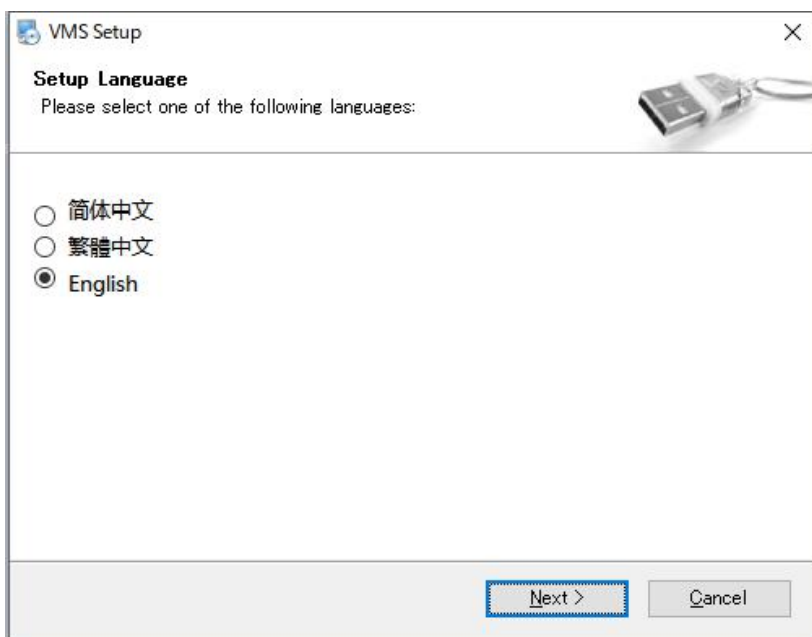 VMS Setup
Setup Language
Please select one of the following languages:
简体中文
繁體中文
English
Next >
Cancel